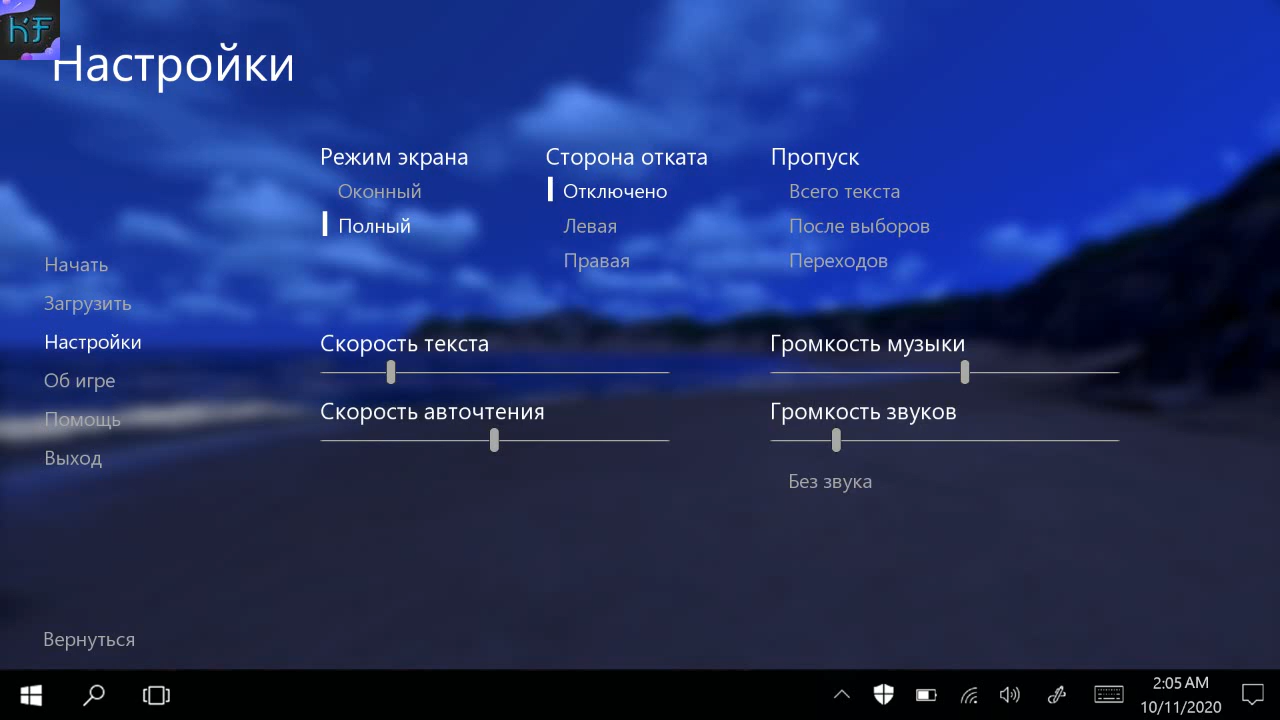 KF
Настройки
Режим экрана
Оконный
Полный
Сторона отката
Отключено
Левая
Правая
Пропуск
Всего текста
После выборов
Переходов
Начать
Загрузить
Настройки
Об игре
Помощь
Выход
Скорость текста
Скорость авточтения
Громкость музыки
Громкость звуков
Без звука
Вернуться
2:05 AM
10/11/2020